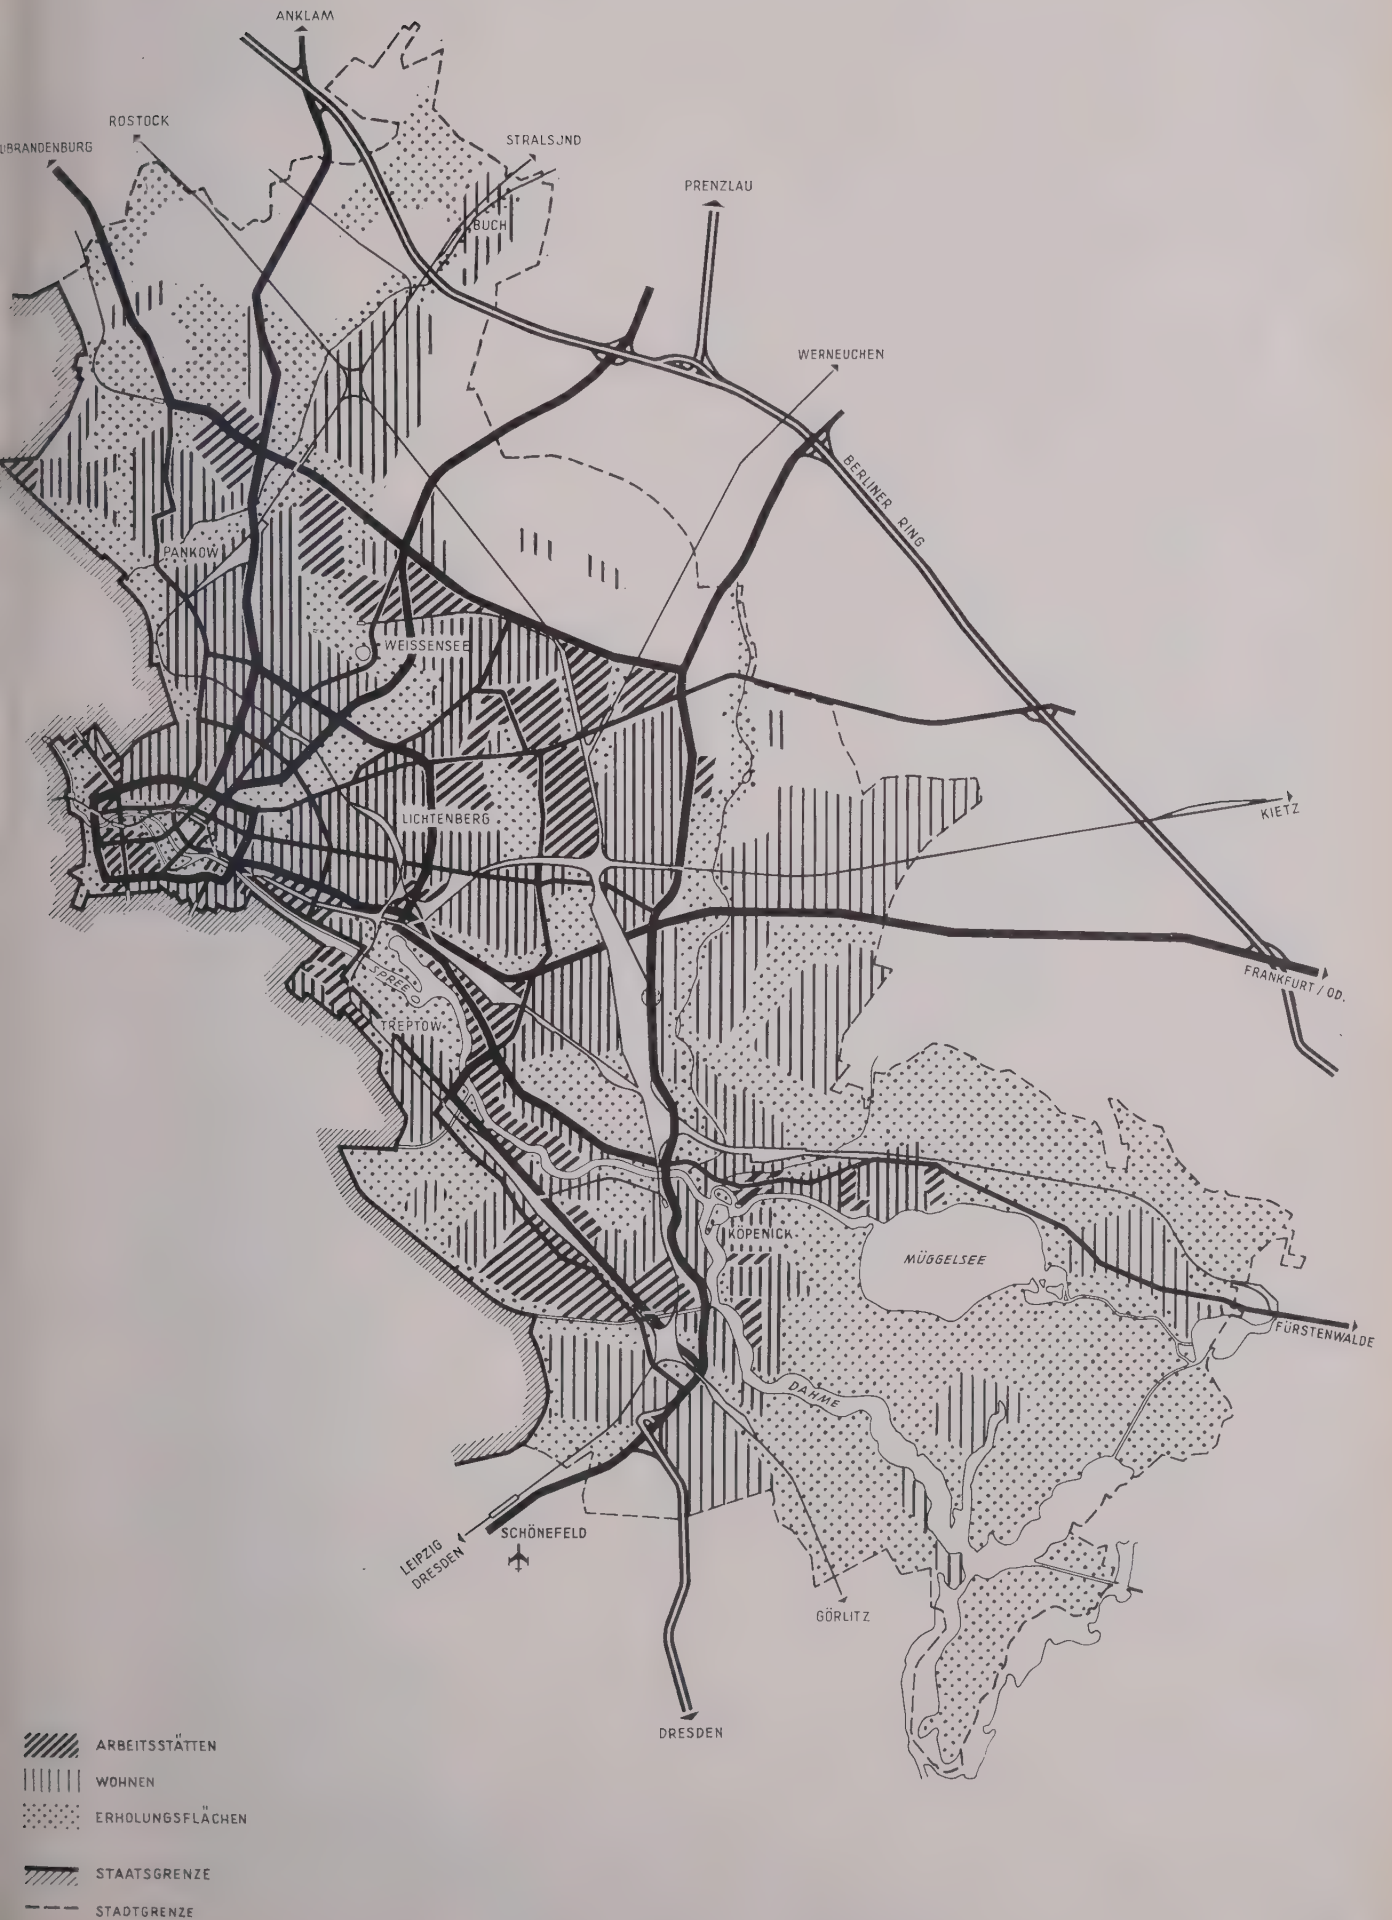 ANKLAM
ROSTOCK
STRALSUND
UBRANDENBURG
PRENZLAU
BUCH
WERNEUCHEN
BERLINER RING
PANKOW
WEISSENSEE
LICHTENBERG
KIETZ
FRANKFURT / OD.
SPREE
TREPTOW
KÖPENICK
MÜGGELSEE
FÜRSTENWALDE
DAHME
SCHÖNEFELD
LEIPZIG
DRESDEN
GÖRLITZ
DRESDEN
ARBEITSSTÄTTEN
WOHNEN
ERHOLUNGSFLÄCHEN
STAATSGRENZE
STADTGRENZE